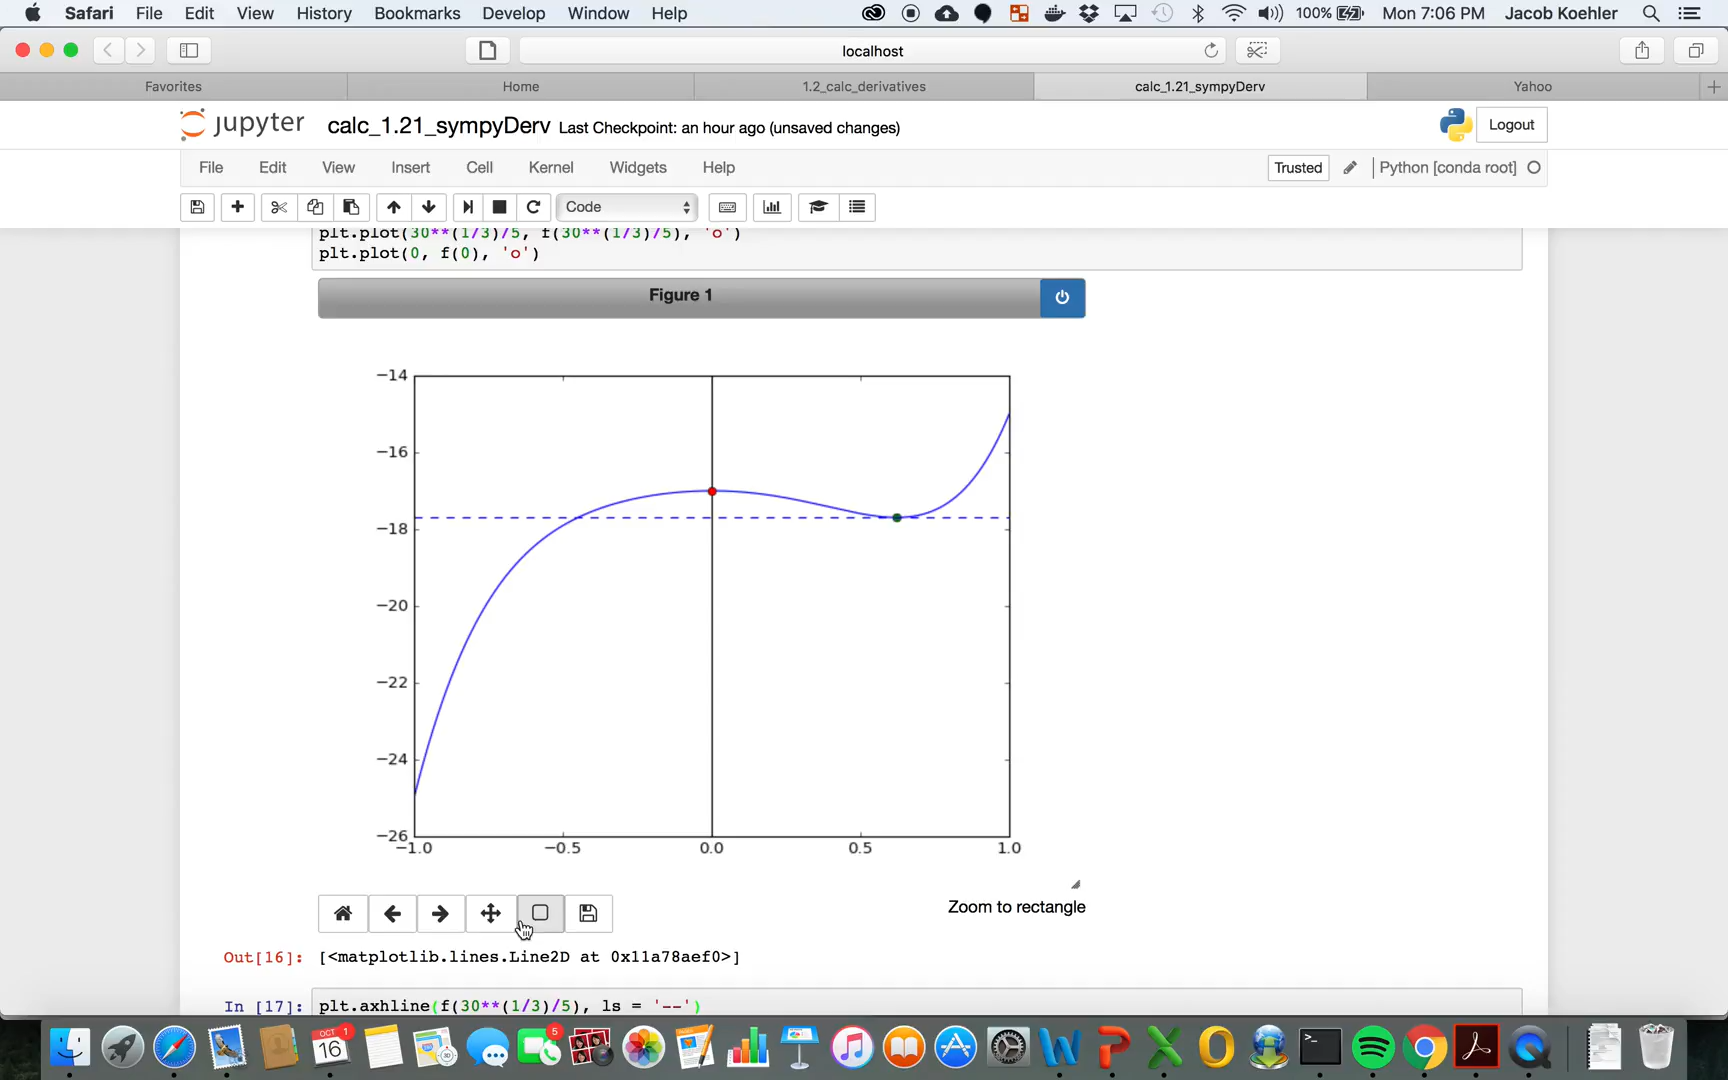 Safari File Edit View History Bookmarks Develop Window Help 100% Mon 7:06 PM Jacob Koehler
localhost
Favorites Home 1.2_calc_derivatives calc_1.21_sympyDerv Yahoo
jupyter calc_1.21_sympyDerv Last Checkpoint: an hour ago (unsaved changes) Logout
File Edit View Insert Cell Kernel Widgets Help Trusted Python [conda root]
Code
plt.plot(30**(1/3)/5, f(30**(1/3)/5), 'o')
plt.plot(0, f(0), 'o')
Figure 1
−14
−16
−18
−20
−22
−24
−26
−1.0 −0.5 0.0 0.5 1.0
Zoom to rectangle
Out[16]: [<matplotlib.lines.Line2D at 0x11a78aef0>]
In [17]: plt.axhline(f(30**(1/3)/5), ls = '--')
OCT 1
16
5